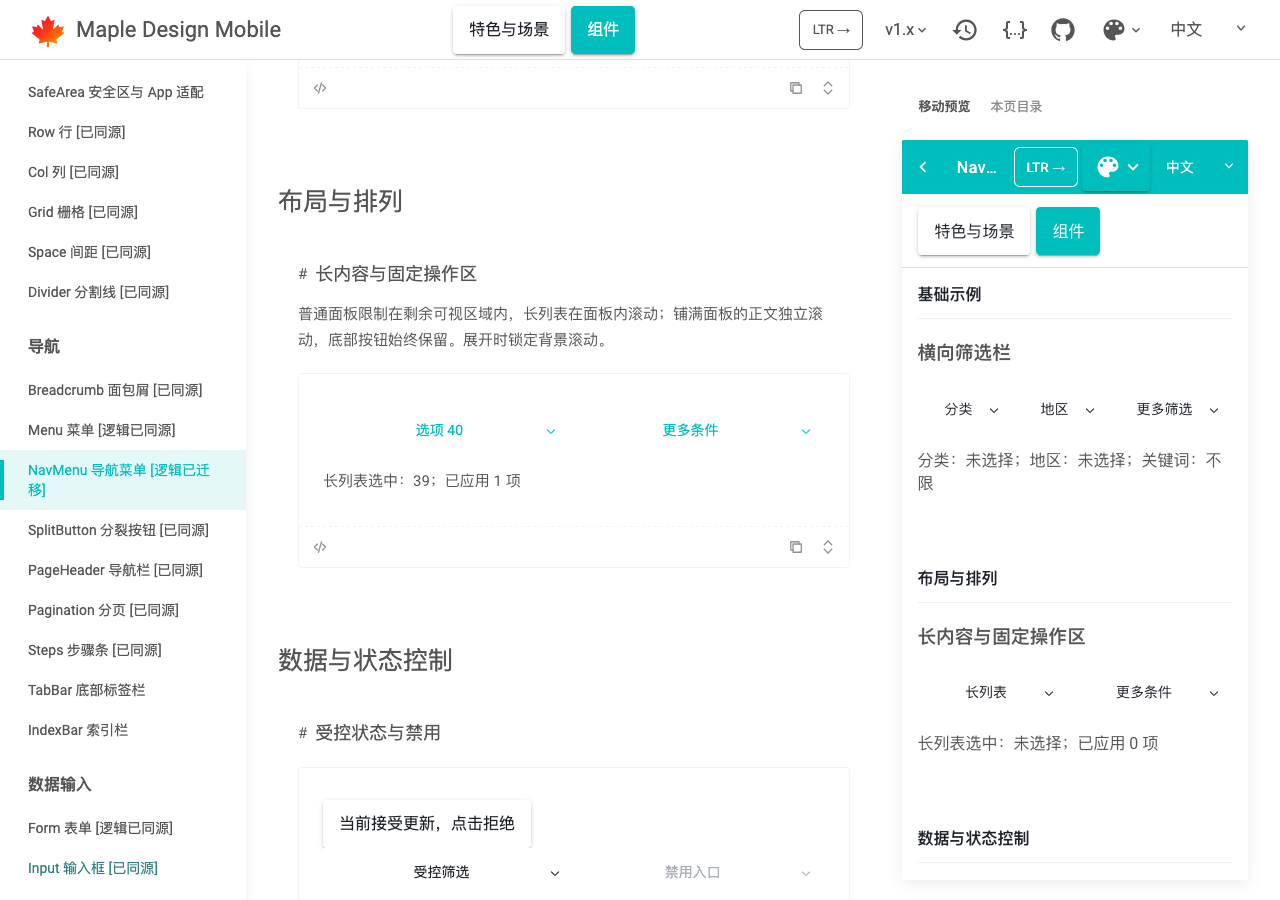 Maple Design Mobile
特色与场景
组件
LTR →
v1.x
中文
SafeArea 安全区与 App 适配
Row 行 [已同源]
Col 列 [已同源]
Grid 栅格 [已同源]
Space 间距 [已同源]
Divider 分割线 [已同源]
导航
Breadcrumb 面包屑 [已同源]
Menu 菜单 [逻辑已同源]
NavMenu 导航菜单 [逻辑已迁
移]
SplitButton 分裂按钮 [已同源]
PageHeader 导航栏 [已同源]
Pagination 分页 [已同源]
Steps 步骤条 [已同源]
TabBar 底部标签栏
IndexBar 索引栏
数据输入
Form 表单 [逻辑已同源]
Input 输入框 [已同源]
布局与排列
# 长内容与固定操作区
普通面板限制在剩余可视区域内，长列表在面板内滚动；铺满面板的正文独立滚
动，底部按钮始终保留。展开时锁定背景滚动。
选项 40
更多条件
长列表选中：39；已应用 1 项
数据与状态控制
# 受控状态与禁用
当前接受更新，点击拒绝
受控筛选
禁用入口
移动预览
本页目录
Nav...
LTR →
中文
特色与场景
组件
基础示例
横向筛选栏
分类
地区
更多筛选
分类：未选择；地区：未选择；关键词：不
限
布局与排列
长内容与固定操作区
长列表
更多条件
长列表选中：未选择；已应用 0 项
数据与状态控制